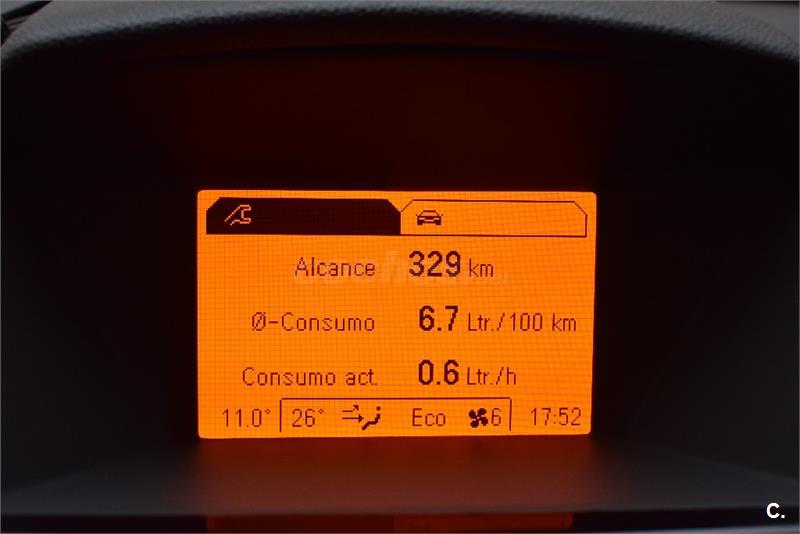 Alcance 329 km
Ø-Consumo 6.7 Ltr./100 km
Consumo act. 0.6 Ltr./h
11.0° 26° Eco 6 17:52
C.